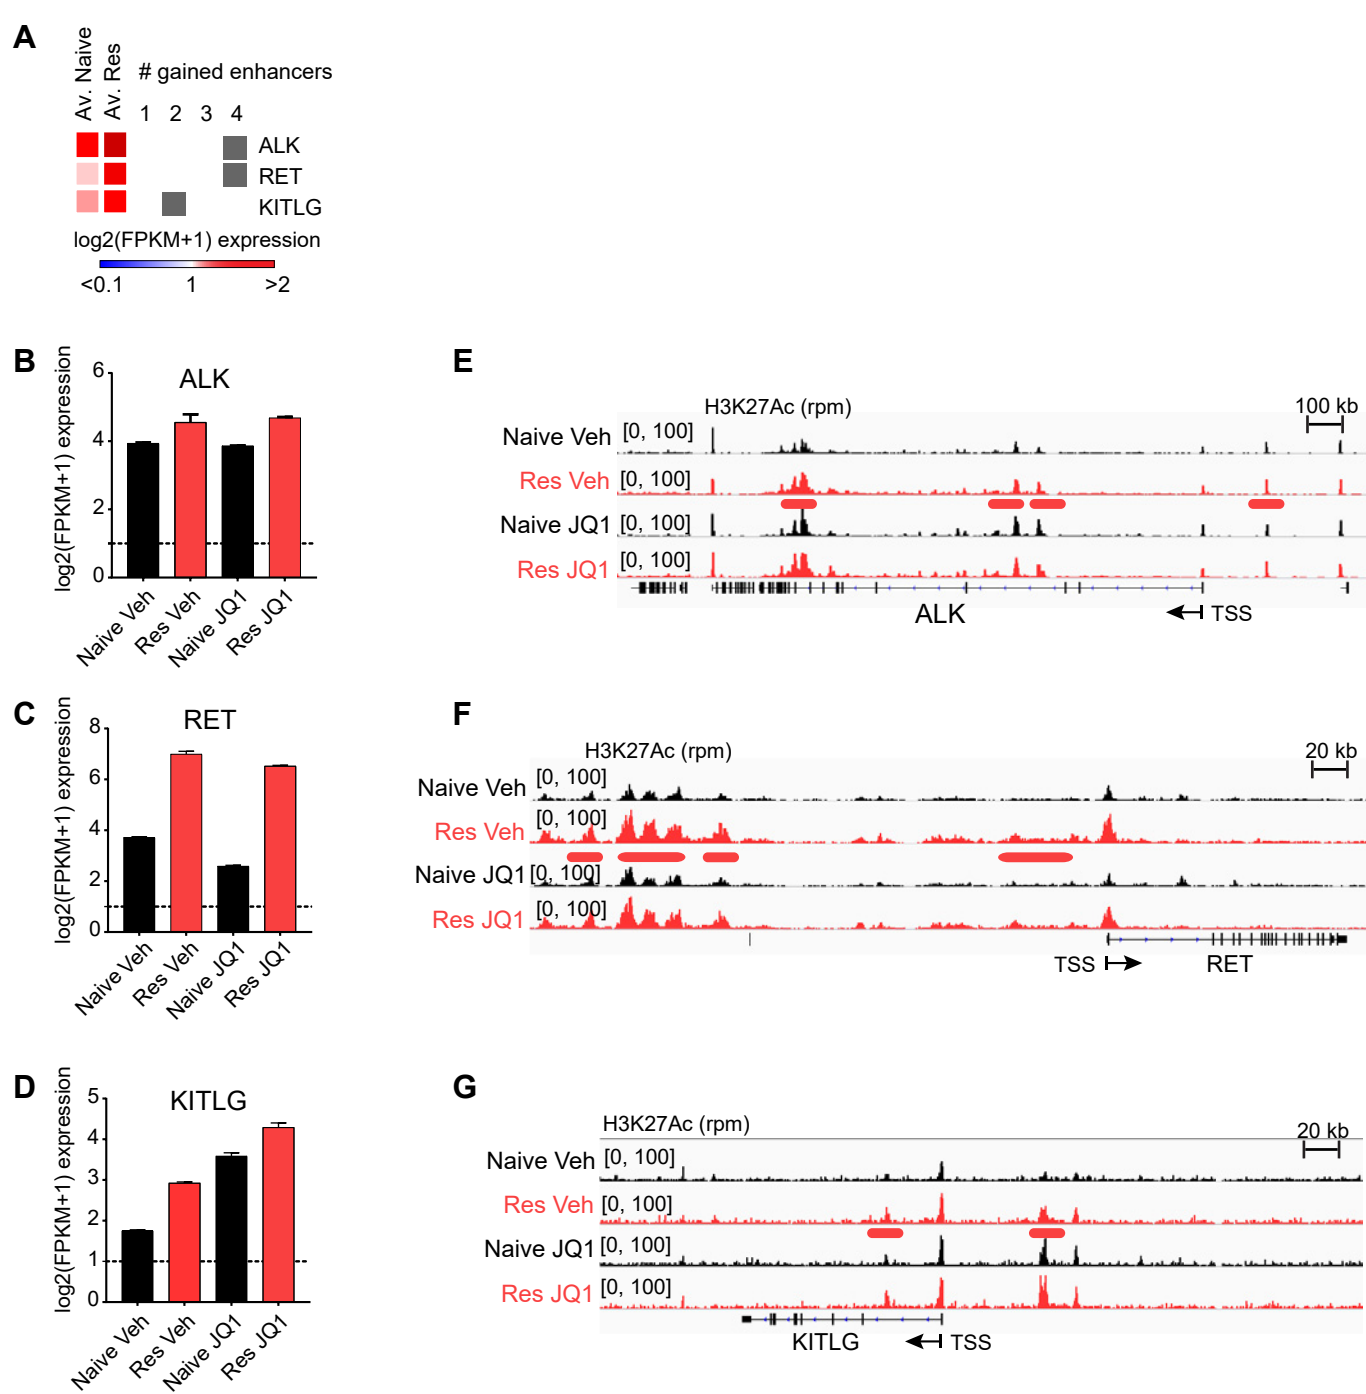 A
Av. Naive
Av. Res
# gained enhancers
1 2 3 4
ALK
RET
KITLG
log2(FPKM+1) expression
<0.1 1 >2
B
ALK
log2(FPKM+1) expression
6
4
2
0
Naive Veh
Res Veh
Naive JQ1
Res JQ1
E
H3K27Ac (rpm)
100 kb
Naive Veh [0, 100]
Res Veh [0, 100]
Naive JQ1 [0, 100]
Res JQ1 [0, 100]
ALK
TSS
C
RET
log2(FPKM+1) expression
8
6
4
2
0
Naive Veh
Res Veh
Naive JQ1
Res JQ1
F
H3K27Ac (rpm)
20 kb
Naive Veh [0, 100]
Res Veh [0, 100]
Naive JQ1 [0, 100]
Res JQ1 [0, 100]
TSS
RET
D
KITLG
log2(FPKM+1) expression
5
4
3
2
1
0
Naive Veh
Res Veh
Naive JQ1
Res JQ1
G
H3K27Ac (rpm)
20 kb
Naive Veh [0, 100]
Res Veh [0, 100]
Naive JQ1 [0, 100]
Res JQ1 [0, 100]
KITLG
TSS